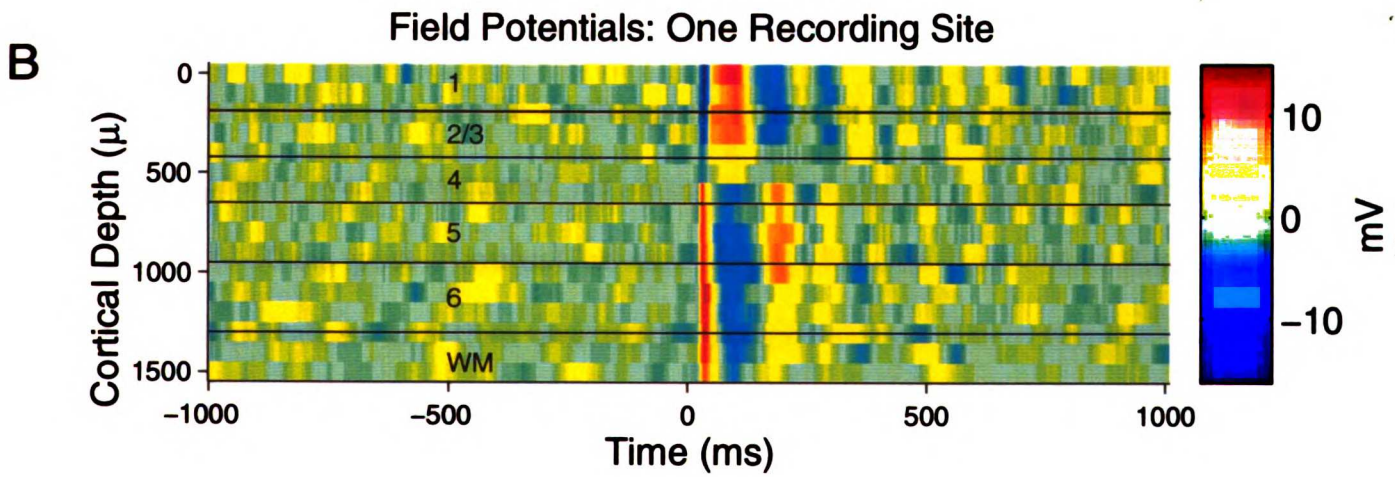 Field Potentials: One Recording Site
B
Cortical Depth (μ)
0
500
1000
1500
1
2/3
4
5
6
WM
−1000
−500
0
500
1000
Time (ms)
10
0
−10
mV